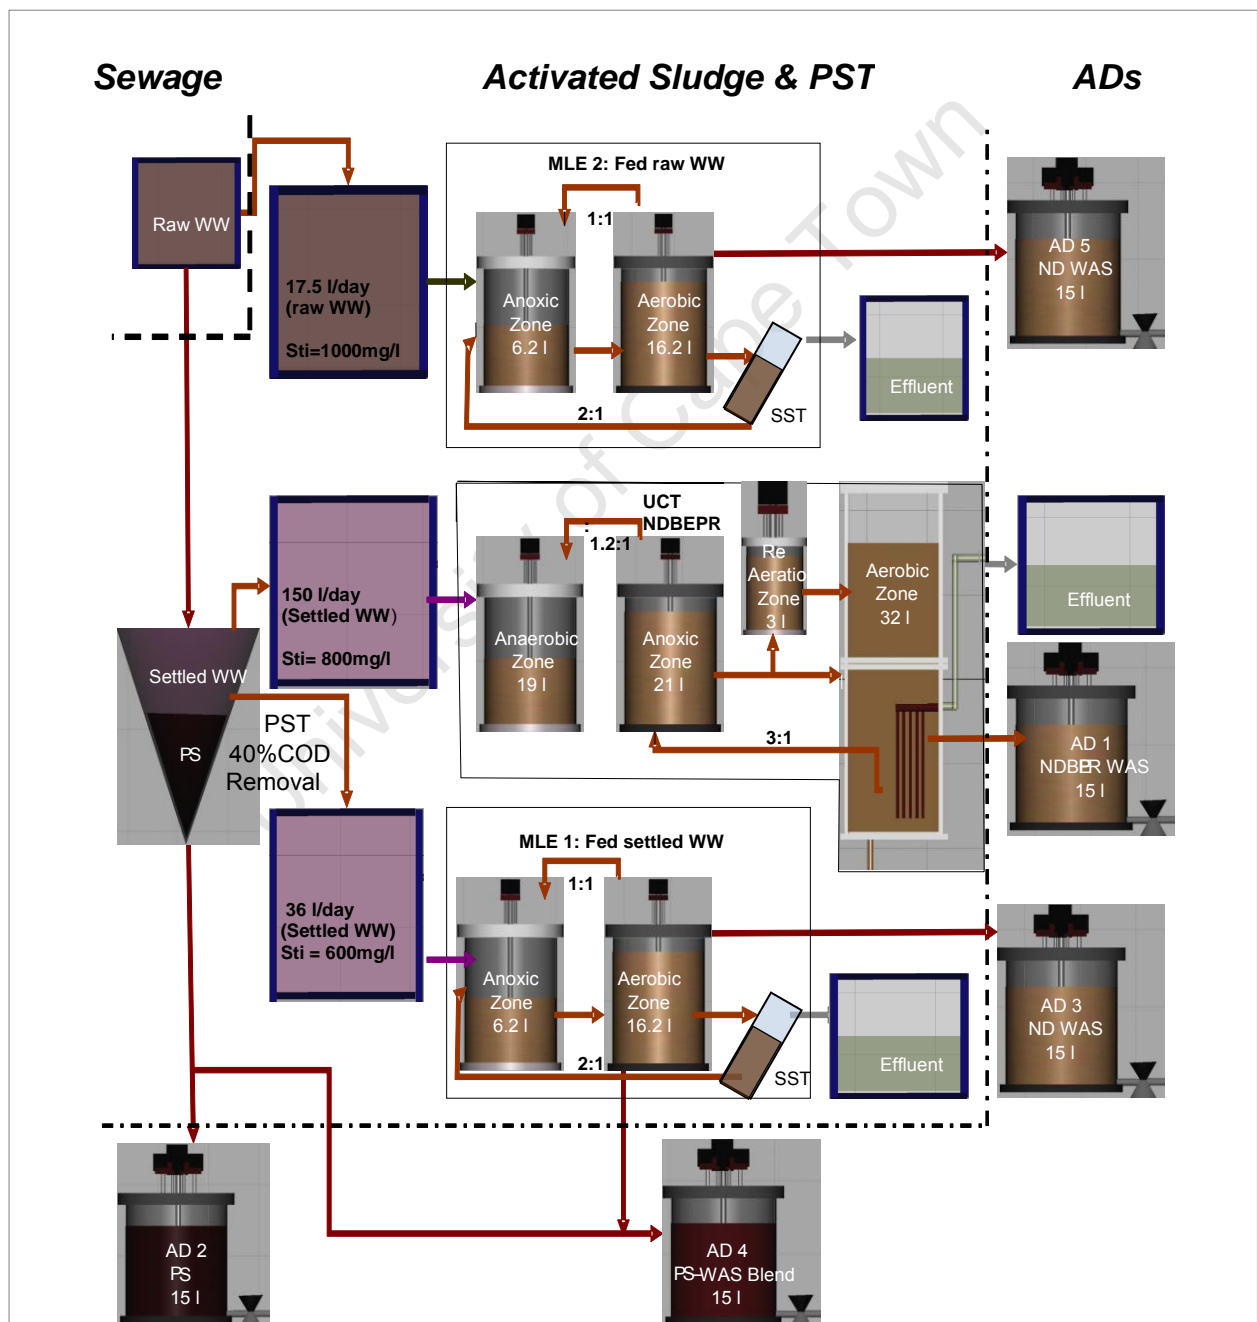 Sewage
Activated Sludge & PST
ADs
Raw WW
17.5 l/day
(raw WW)
Sti=1000mg/l
MLE 2: Fed raw WW
1:1
Anoxic
Zone
6.2 l
Aerobic
Zone
16.2 l
2:1
SST
Effluent
AD 5
ND WAS
15 l
150 l/day
(Settled WW)
Sti= 800mg/l
UCT
NDBEPR
:
1.2:1
Anaerobic
Zone
19 l
Anoxic
Zone
21 l
Re
Aeratio
Zone
3 l
Aerobic
Zone
32 l
3:1
Effluent
AD 1
NDBEPR WAS
15 l
Settled WW
PS
PST
40%COD
Removal
36 l/day
(Settled WW)
Sti = 600mg/l
MLE 1: Fed settled WW
1:1
Anoxic
Zone
6.2 l
Aerobic
Zone
16.2 l
2:1
SST
Effluent
AD 3
ND WAS
15 l
AD 2
PS
15 l
AD 4
PS–WAS Blend
15 l
University of Cape Town